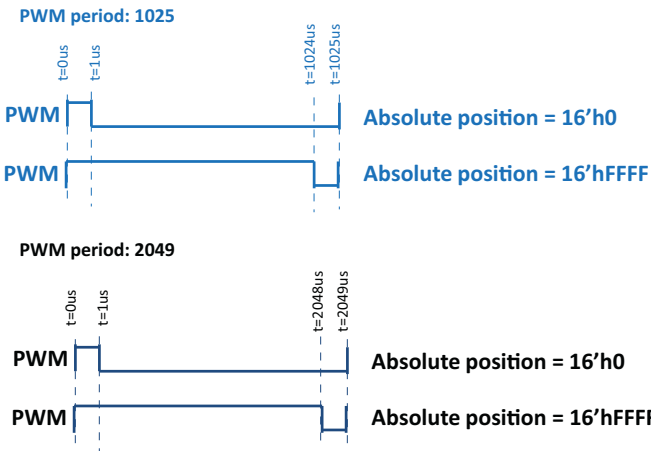 PWM period: 1025
t=0us
t=1us
t=1024us
t=1025us
PWM
Absolute position = 16'h0
PWM
Absolute position = 16'hFFFF
PWM period: 2049
t=0us
t=1us
t=2048us
t=2049us
PWM
Absolute position = 16'h0
PWM
Absolute position = 16'hFFFF